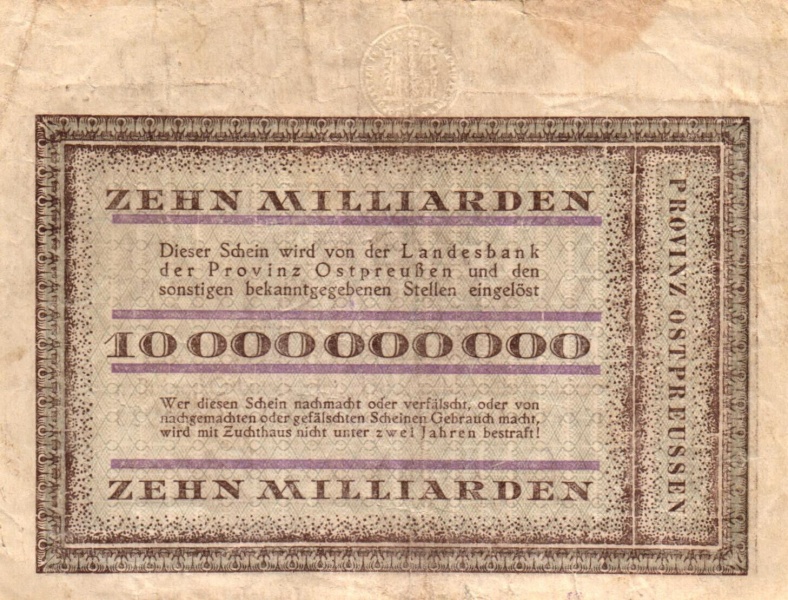 ZEHN MILLIARDEN
Dieser Schein wird von der Landesbank
der Provinz Ostpreußen und den
sonstigen bekanntgegebenen Stellen eingelöst
10 000 000 000
Wer diesen Schein nachmacht oder verfälscht, oder von
nachgemachten oder gefälschten Scheinen Gebrauch macht,
wird mit Zuchthaus nicht unter zwei Jahren bestraft!
ZEHN MILLIARDEN
PROVINZ OSTPREUSSEN